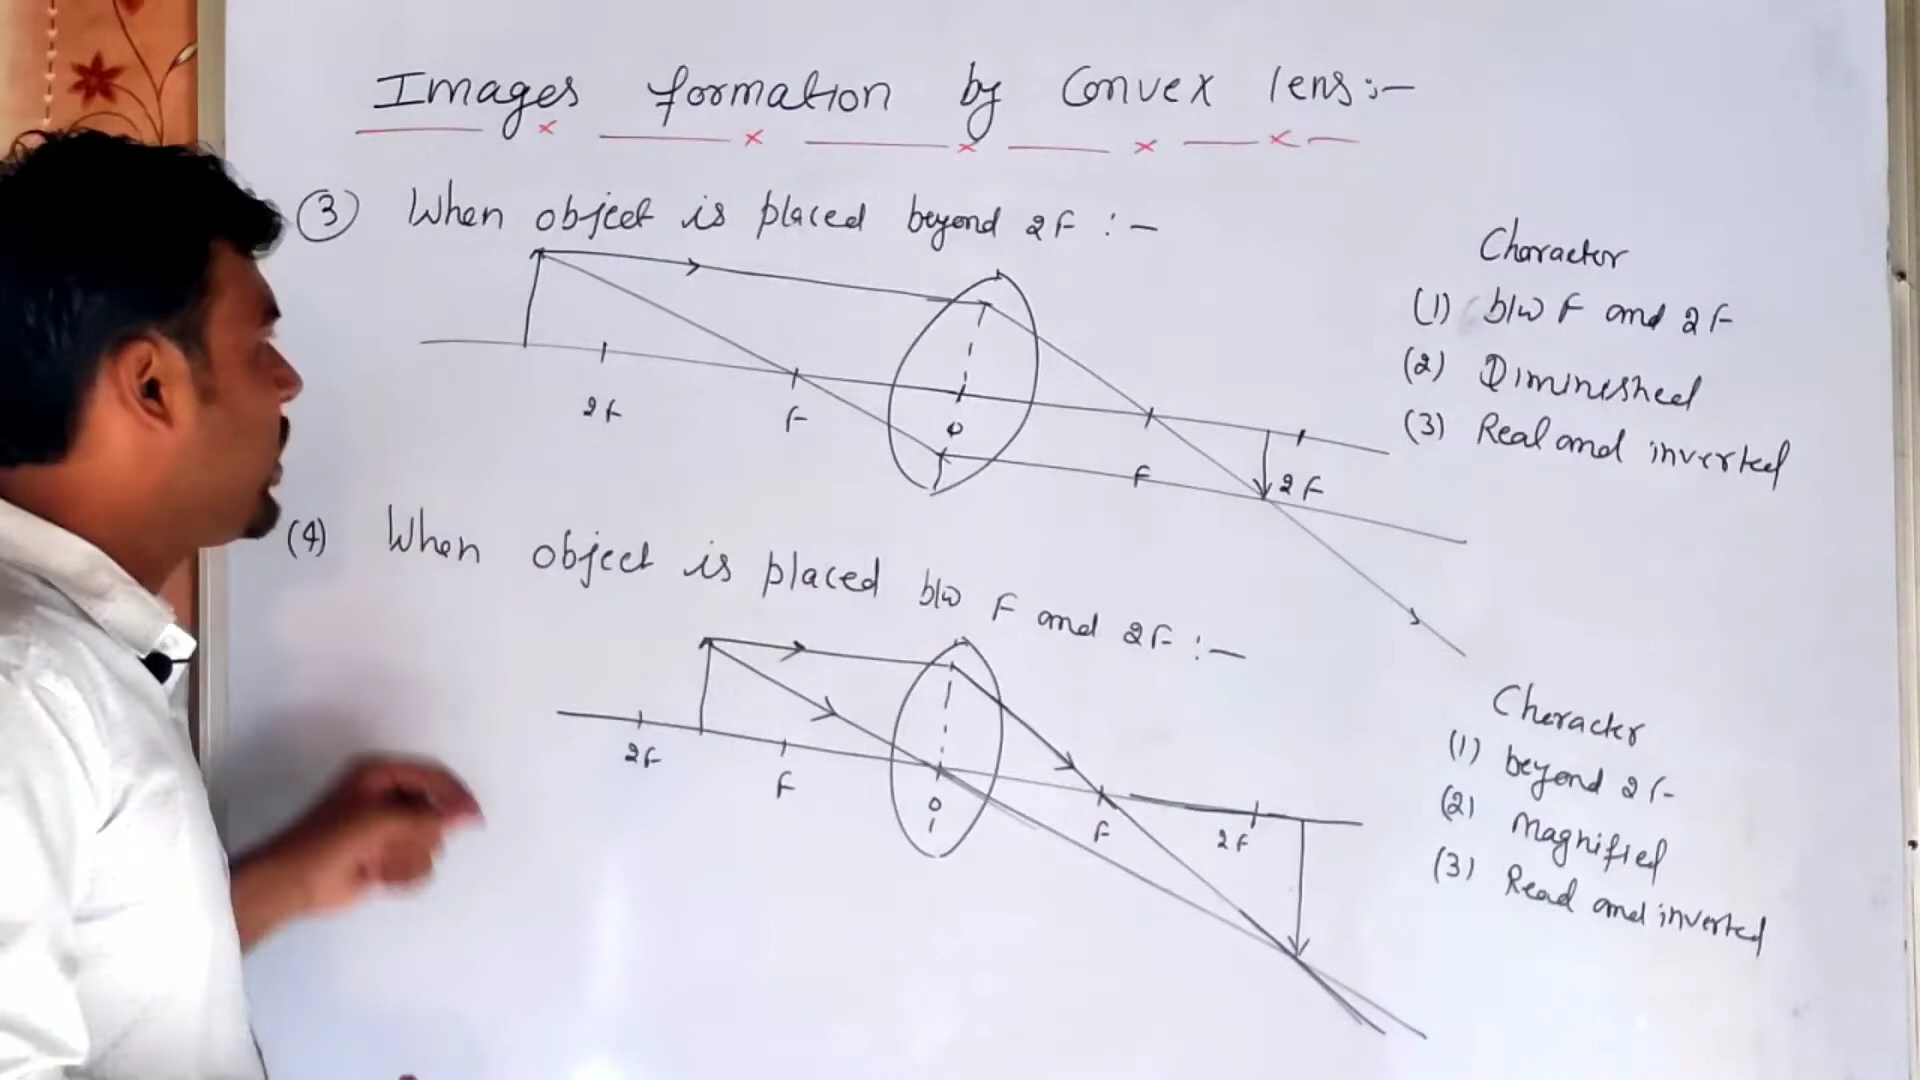 Images formation by Convex lens:-
(3) When object is placed beyond 2F :-
Character
(1) b/w F and 2F
(2) Diminished
(3) Real and inverted
2F F O F 2F
(4) When object is placed b/w F and 2F :-
Character
(1) beyond 2F
(2) Magnified
(3) Read and inverted
2F F O F 2F